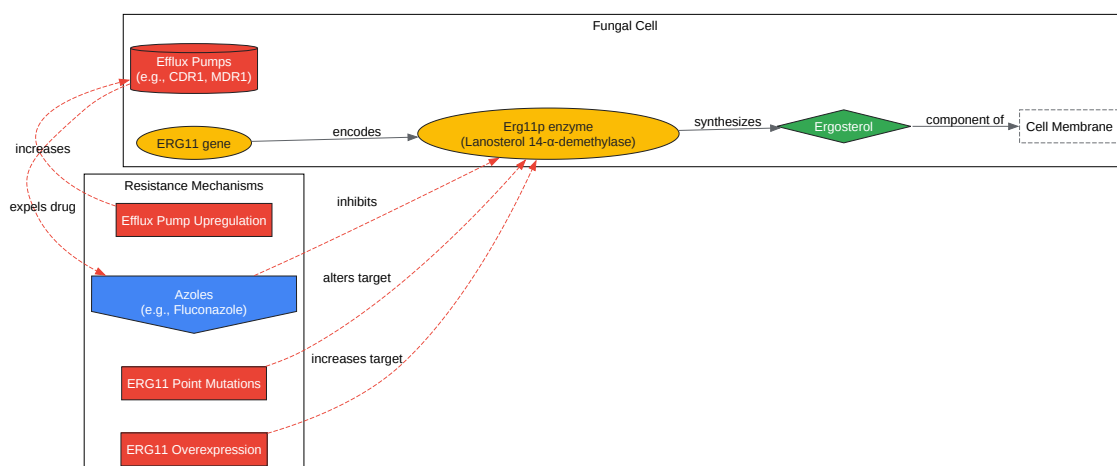 Fungal Cell
Efflux Pumps
(e.g., CDR1, MDR1)
ERG11 gene
encodes
Erg11p enzyme
(Lanosterol 14-α-demethylase)
synthesizes
Ergosterol
component of
Cell Membrane
increases
expels drug
Resistance Mechanisms
Efflux Pump Upregulation
inhibits
Azoles
(e.g., Fluconazole)
alters target
increases target
ERG11 Point Mutations
ERG11 Overexpression